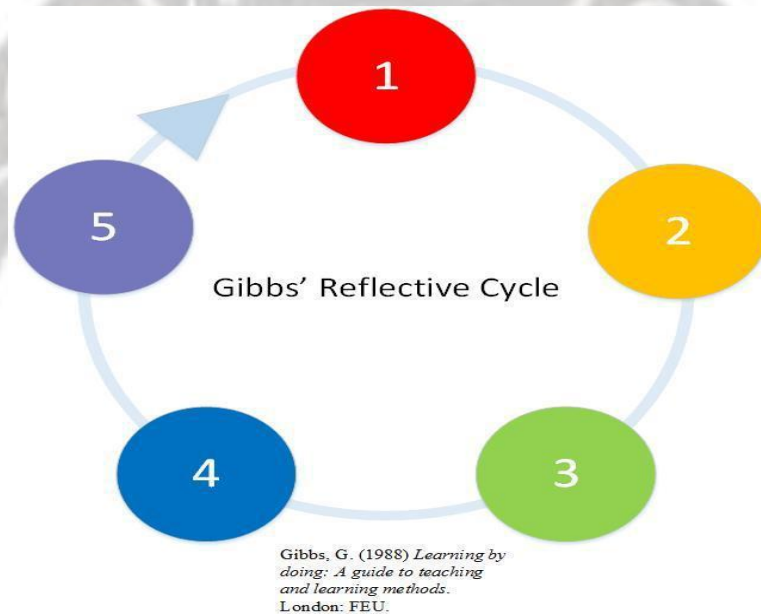 1
2
Gibbs’ Reflective Cycle
5
4
3
Gibbs, G. (1988) Learning by
doing: A guide to teaching
and learning methods.
London: FEU.